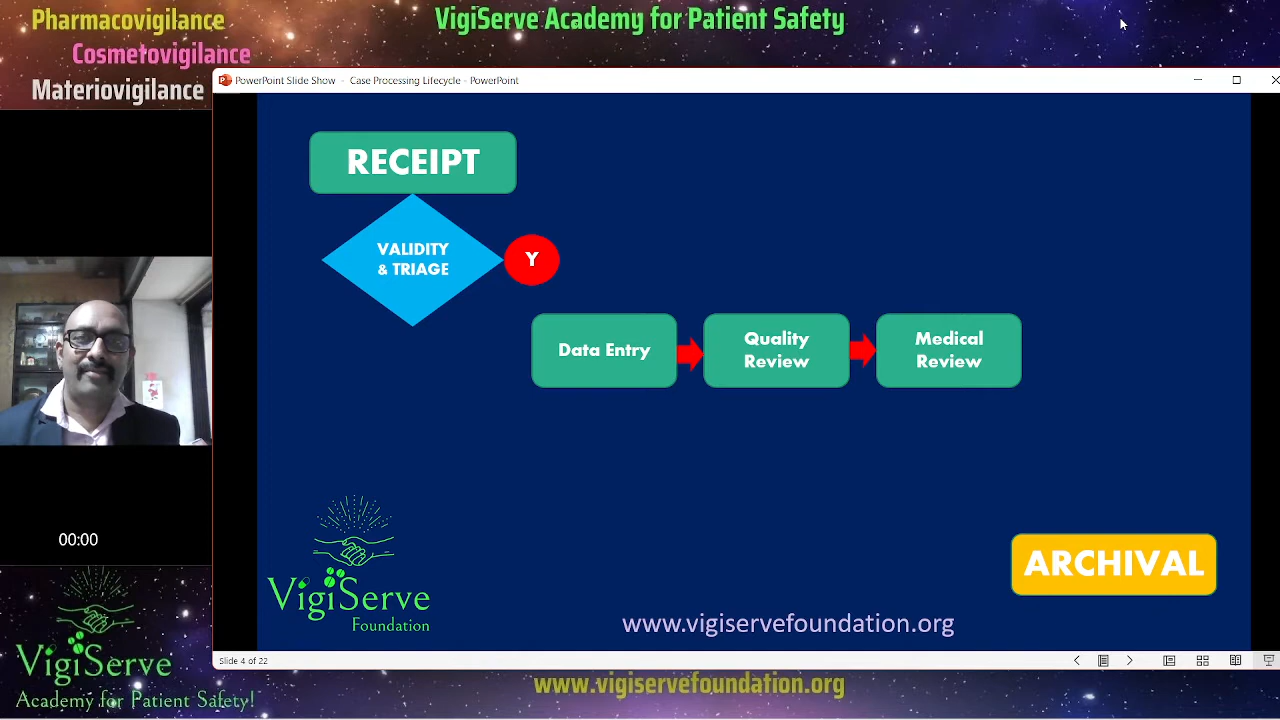 Pharmacovigilance
Cosmetovigilance
Materiovigilance
VigiServe Academy for Patient Safety
PowerPoint Slide Show - Case Processing Lifecycle - PowerPoint
RECEIPT
VALIDITY
& TRIAGE
Y
Data Entry
Quality
Review
Medical
Review
ARCHIVAL
VigiServe
Foundation
www.vigiservefoundation.org
00:00
Slide 4 of 22
VigiServe
Academy for Patient Safety!
www.vigiservefoundation.org